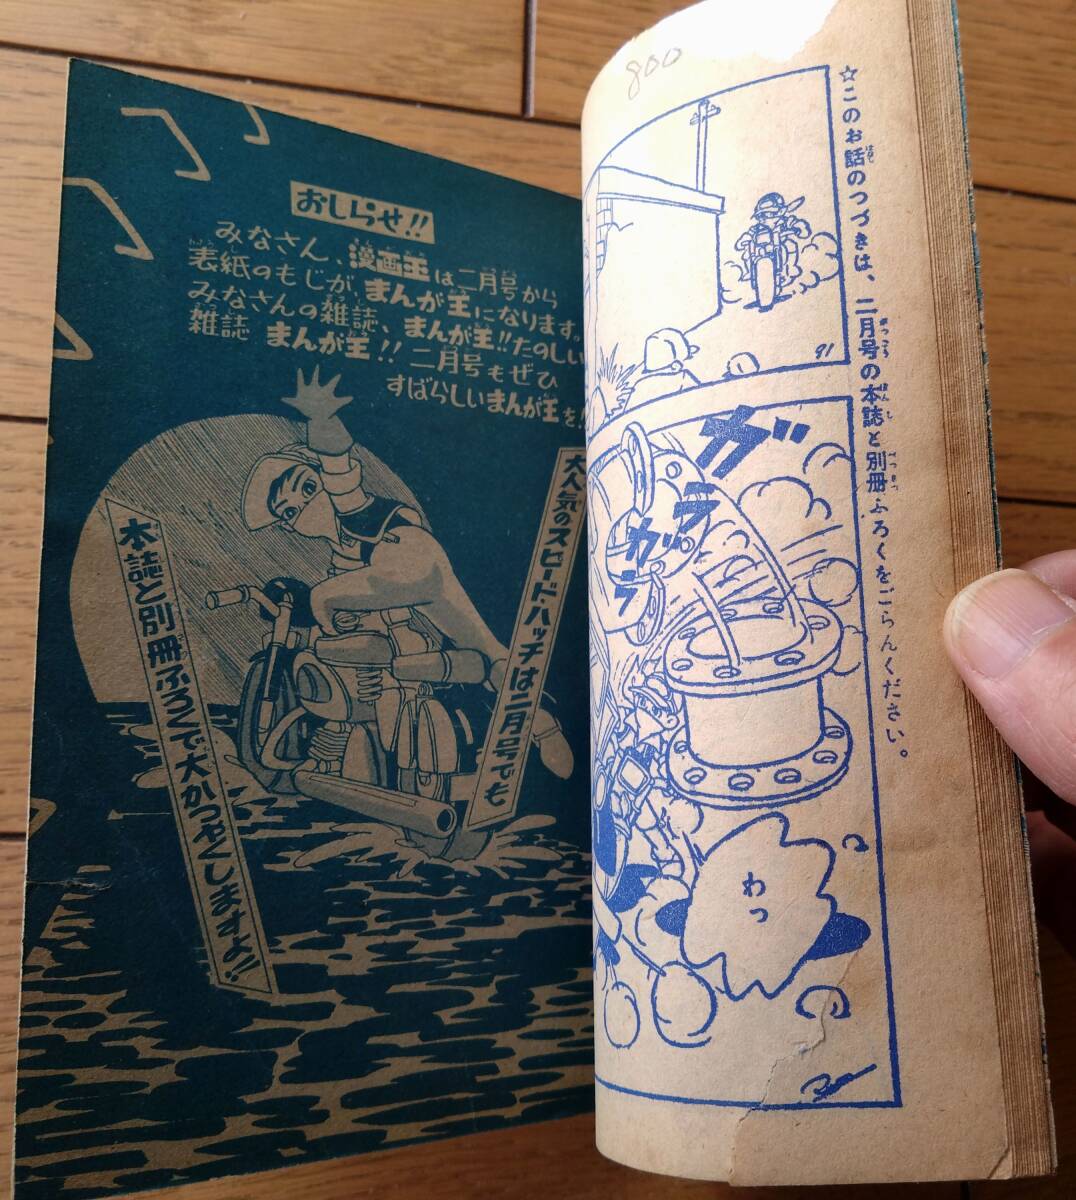 800
☆このお話のつづきは、二月号の本誌と別冊ふろくをごらんください。
91
ガラガラ
わっ
おしらせ!!
みなさん、漫画王は二月号から
表紙のもじが、まんが王になります。
みなさんの雑誌、まんが王!!たのしい
雑誌 まんが王!!二月号もぜひ
すばらしいまんが王を!
大人気のスピードハッチは二月号でも
本誌と別冊ふろくで大かつやくしますよ!!